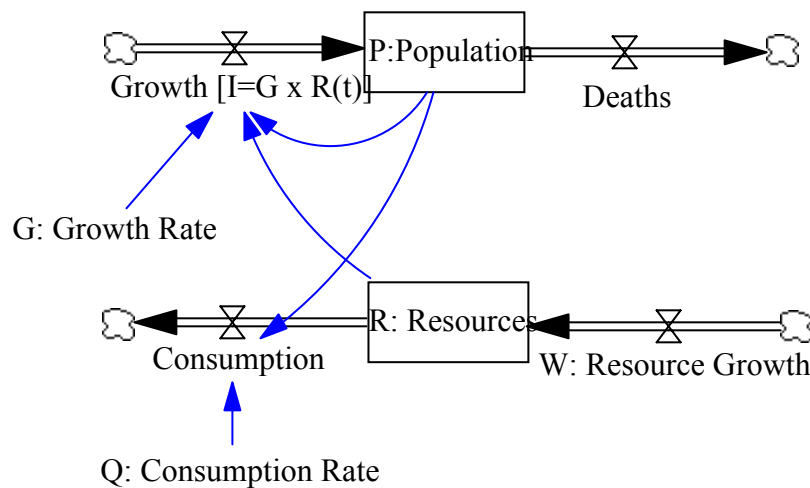 P:Population
Growth [I=G x R(t)]
Deaths
G: Growth Rate
R: Resources
Consumption
W: Resource Growth
Q: Consumption Rate